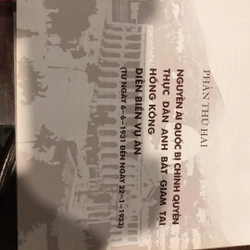 PHẦN THỨ HAI
NGUYỄN ÁI QUỐC BỊ CHÍNH QUYỀN
THỰC DÂN ANH BẮT GIAM TẠI
HỒNG KÔNG
DIỄN BIẾN VỤ ÁN
(TỪ NGÀY 6-6-1931 ĐẾN NGÀY 22-1-1933)